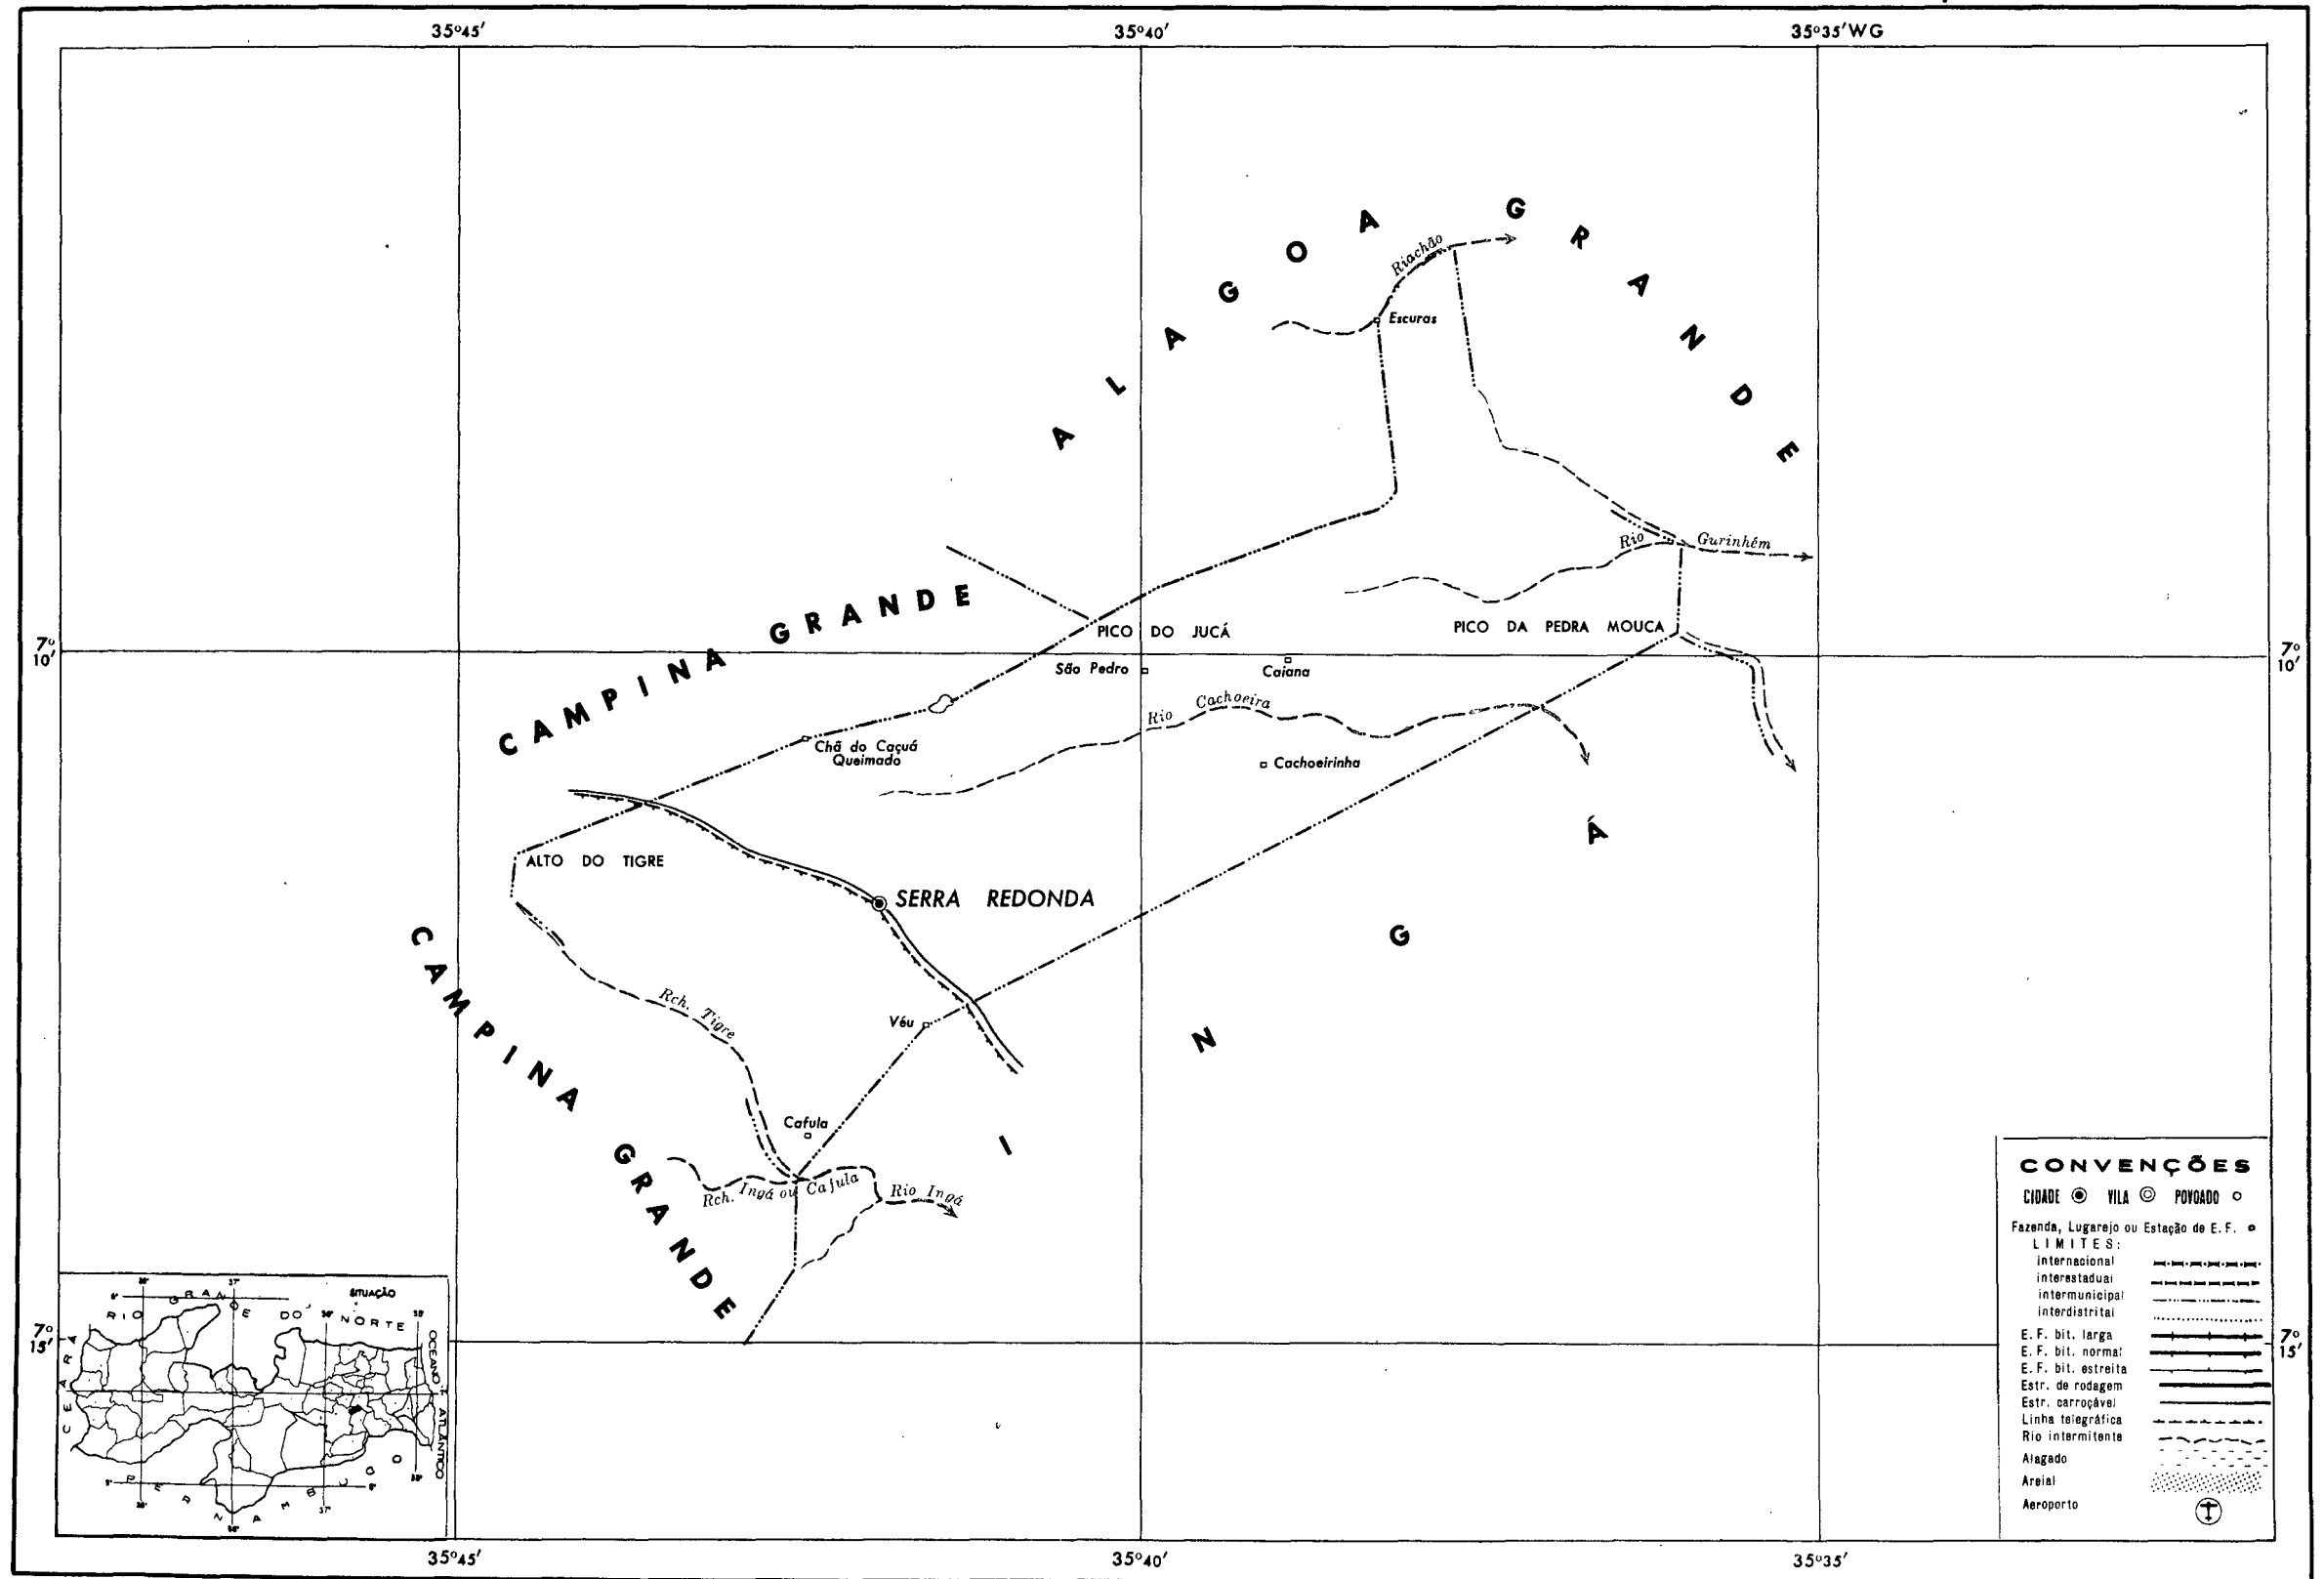 35°45′ 35°40′ 35°35′WG
ALAGOA GRANDE
Riachão
Escuras
Rio Gurinhém
CAMPINA GRANDE
PICO DO JUCÁ
PICO DA PEDRA MOUCA
7° 10′
7° 10′
São Pedro
Caiana
Rio Cachoeira
Chã do Caçuá
Queimado
Cachoeirinha
ALTO DO TIGRE
SERRA REDONDA
INGÁ
CAMPINA GRANDE
Rch. Tigre
Véu
Cafula
Rch. Ingá ou Cafula
Rio Ingá
7° 15′
7° 15′
SITUAÇÃO
RIO GRANDE DO NORTE
CEARÁ
OCEANO ATLÂNTICO
PERNAMBUCO
CONVENÇÕES
CIDADE VILA POVOADO
Fazenda, Lugarejo ou Estação de E.F.
LIMITES:
internacional
interestadual
intermunicipal
interdistrital
E.F. bit. larga
E.F. bit. normal
E.F. bit. estreita
Estr. de rodagem
Estr. carroçável
Linha telegráfica
Rio intermitente
Alagado
Areial
Aeroporto
35°45′ 35°40′ 35°35′